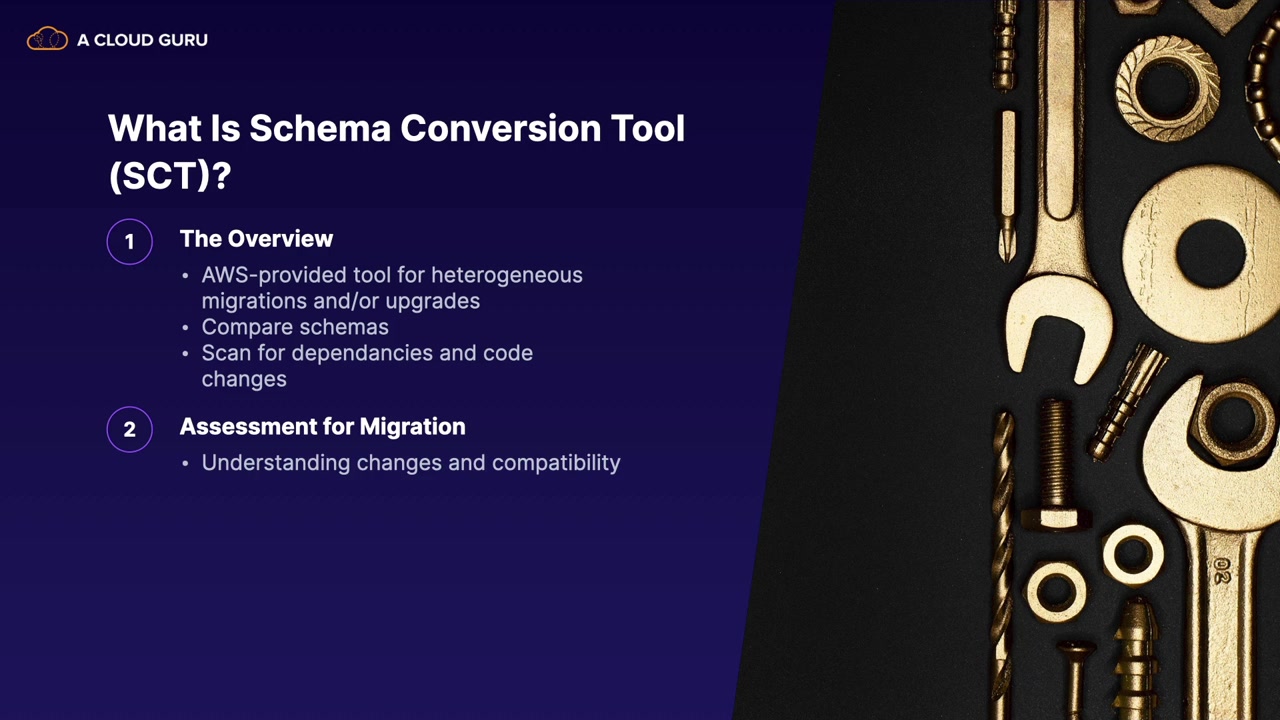 A CLOUD GURU
What Is Schema Conversion Tool
(SCT)?
1 The Overview
• AWS-provided tool for heterogeneous
migrations and/or upgrades
• Compare schemas
• Scan for dependancies and code
changes
2 Assessment for Migration
• Understanding changes and compatibility
02